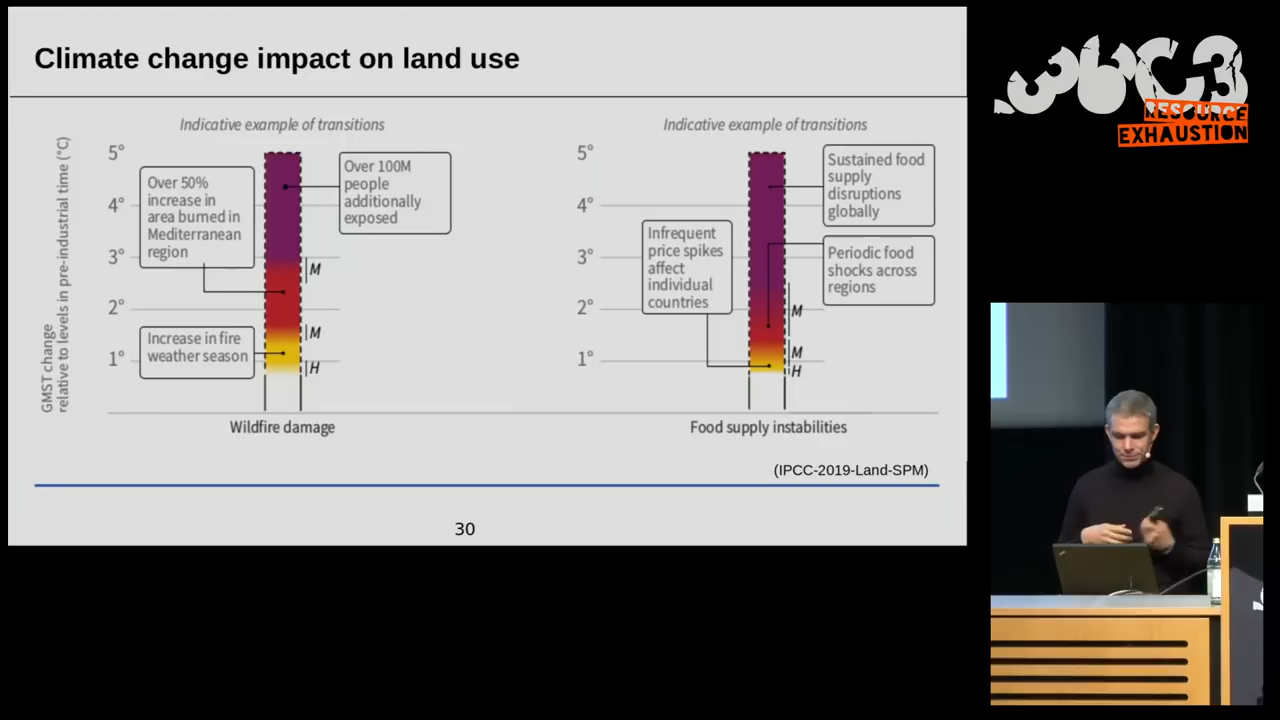 Climate change impact on land use
GMST change
relative to levels in pre-industrial time (°C)
Indicative example of transitions
5°
4°
3°
2°
1°
Over 50%
increase in
area burned in
Mediterranean
region
Over 100M
people
additionally
exposed
Increase in fire
weather season
M
M
H
Wildfire damage
Indicative example of transitions
5°
4°
3°
2°
1°
Infrequent
price spikes
affect
individual
countries
Sustained food
supply
disruptions
globally
Periodic food
shocks across
regions
M
M
H
Food supply instabilities
(IPCC-2019-Land-SPM)
30
36C3
RESOURCE
EXHAUSTION